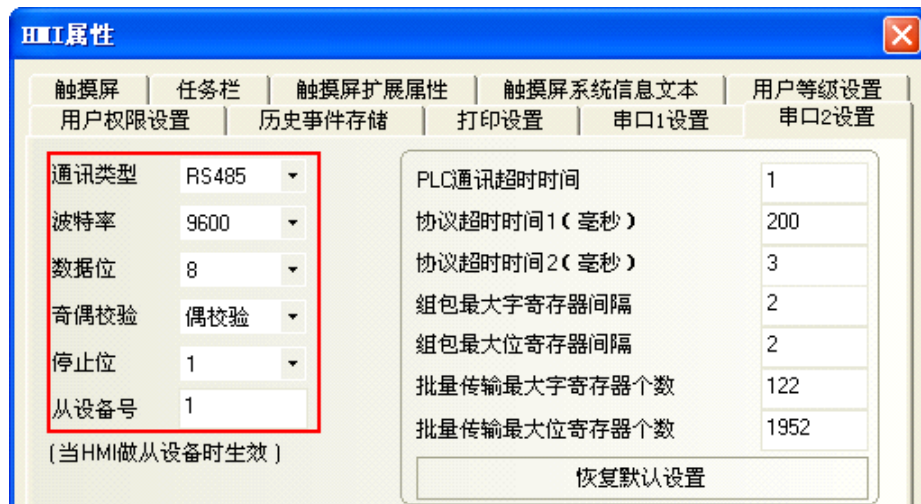 HMI属性
触摸屏 任务栏 触摸屏扩展属性 触摸屏系统信息文本 用户等级设置
用户权限设置 历史事件存储 打印设置 串口1设置 串口2设置
通讯类型 RS485
波特率 9600
数据位 8
奇偶校验 偶校验
停止位 1
从设备号 1
(当HMI做从设备时生效)
PLC通讯超时时间 1
协议超时时间1(毫秒) 200
协议超时时间2(毫秒) 3
组包最大字寄存器间隔 2
组包最大位寄存器间隔 2
批量传输最大字寄存器个数 122
批量传输最大位寄存器个数 1952
恢复默认设置